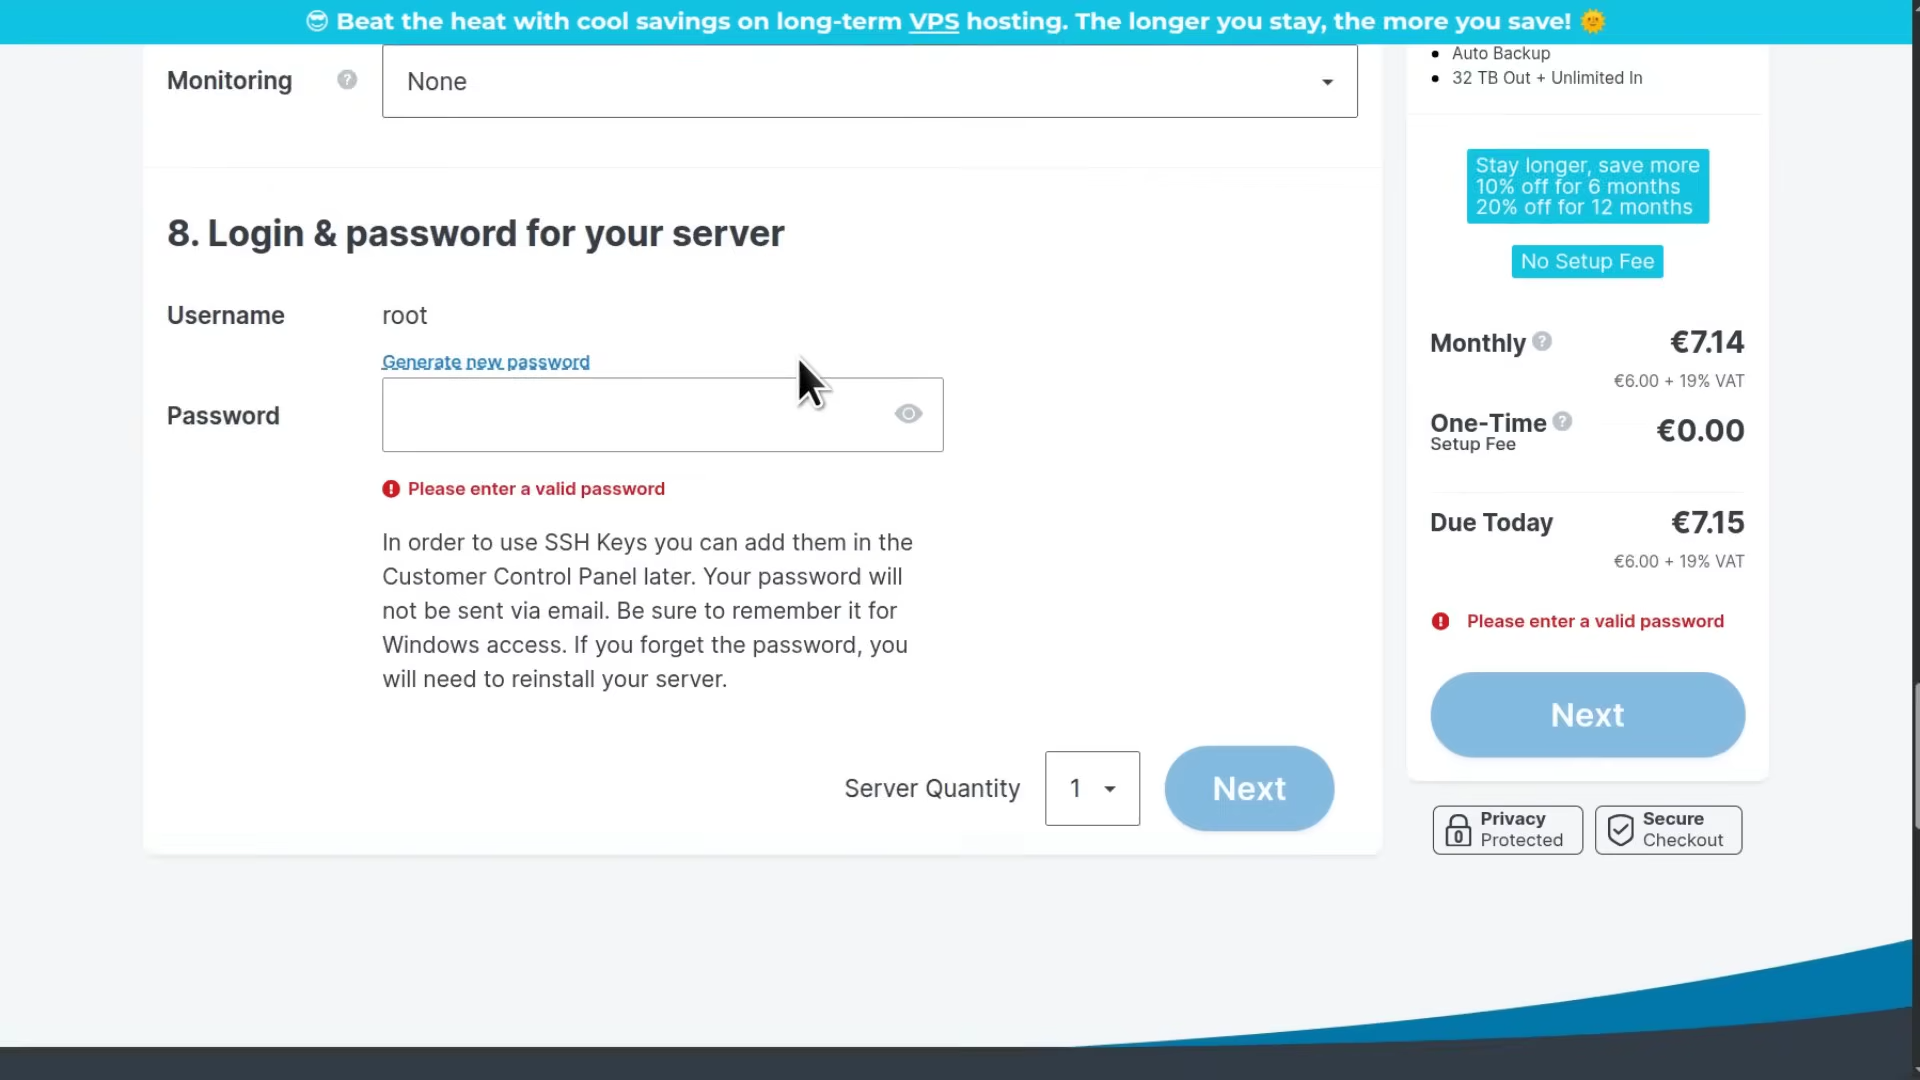 😎 Beat the heat with cool savings on long-term VPS hosting. The longer you stay, the more you save! 🌞
Monitoring ? None
8. Login & password for your server
Username root
Generate new password
Password
Please enter a valid password
In order to use SSH Keys you can add them in the
Customer Control Panel later. Your password will
not be sent via email. Be sure to remember it for
Windows access. If you forget the password, you
will need to reinstall your server.
Server Quantity 1 Next
Auto Backup
32 TB Out + Unlimited In
Stay longer, save more
10% off for 6 months
20% off for 12 months
No Setup Fee
Monthly ? €7.14
€6.00 + 19% VAT
One-Time ? €0.00
Setup Fee
Due Today €7.15
€6.00 + 19% VAT
Please enter a valid password
Next
Privacy
Protected
Secure
Checkout